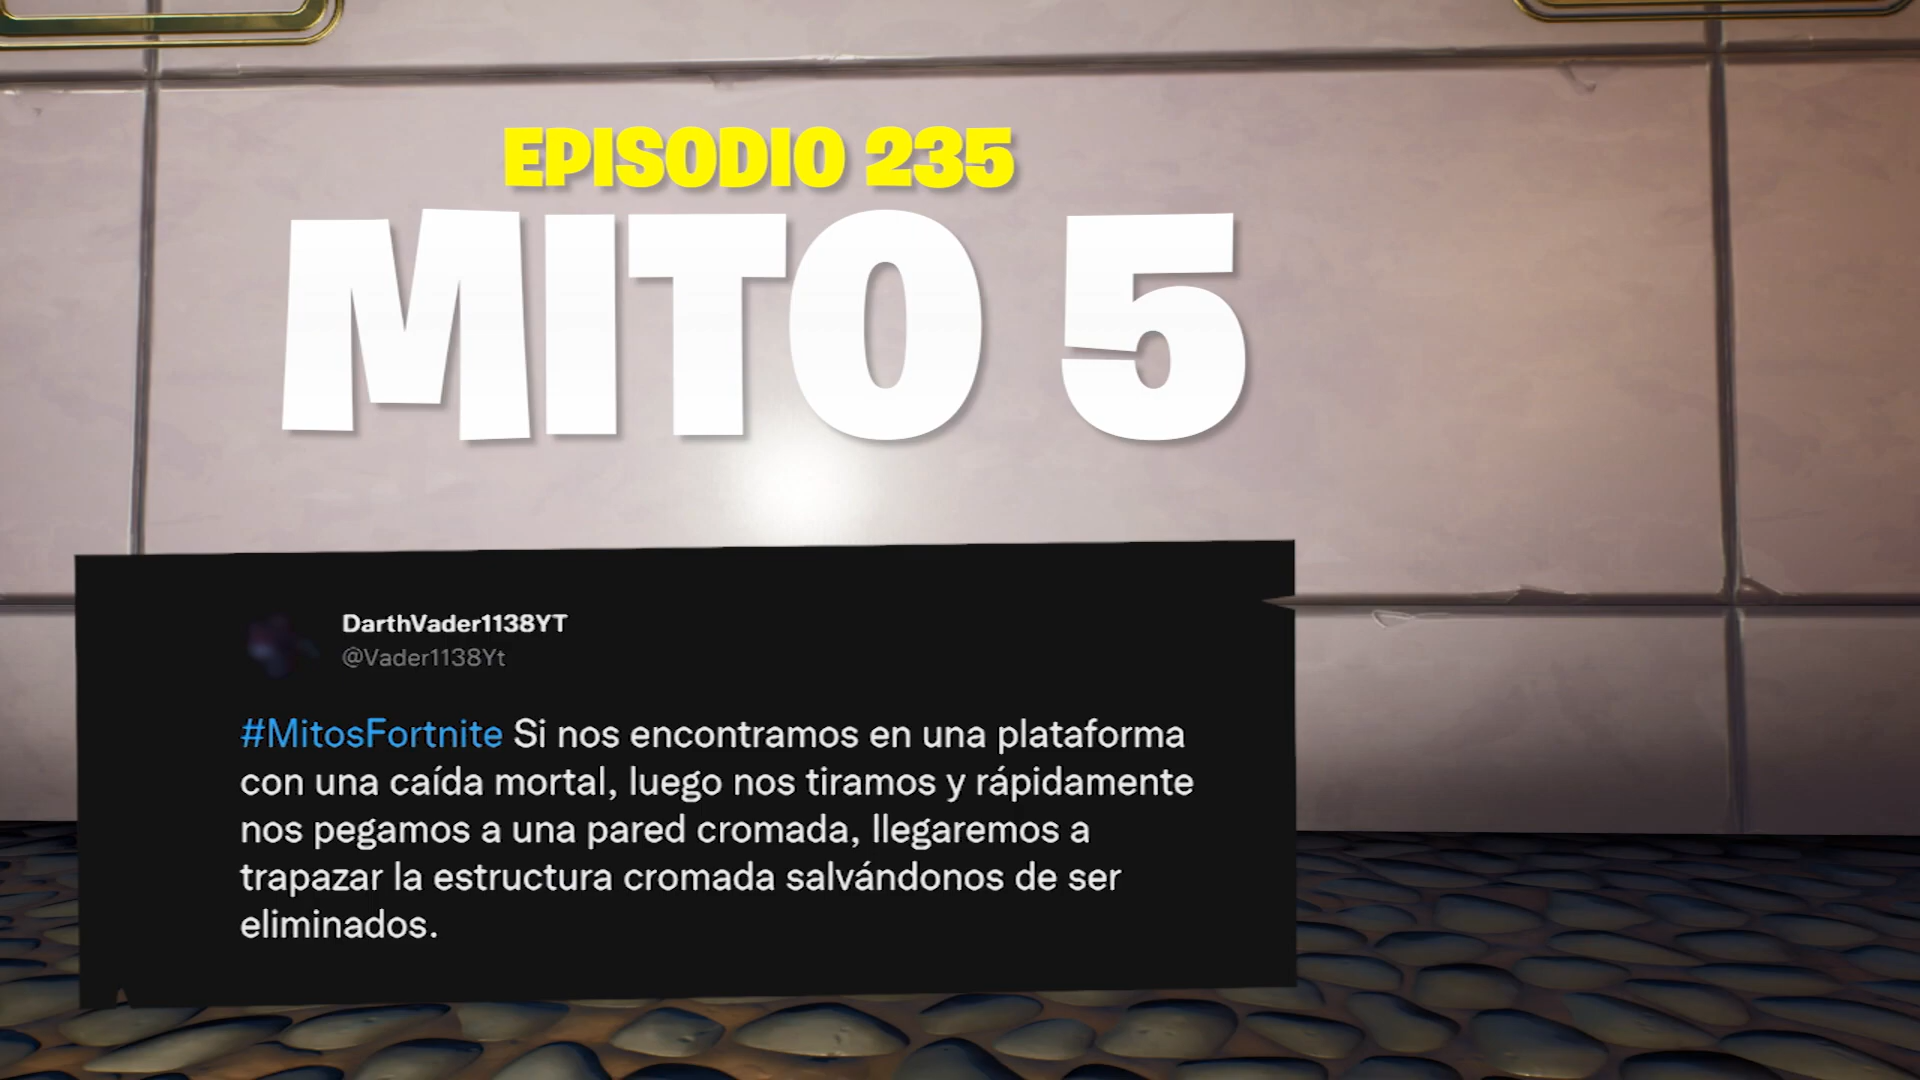 EPISODIO 235
MITO 5
DarthVader1138YT
@Vader1138Yt
#MitosFortnite Si nos encontramos en una plataforma
con una caída mortal, luego nos tiramos y rápidamente
nos pegamos a una pared cromada, llegaremos a
trapazar la estructura cromada salvándonos de ser
eliminados.